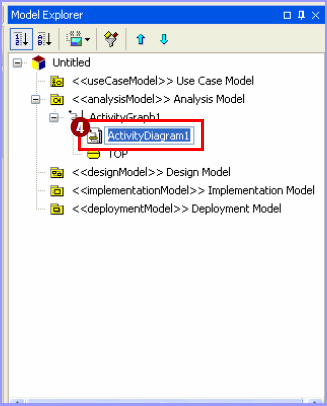 Model Explorer
Untitled
<<useCaseModel>> Use Case Model
<<analysisModel>> Analysis Model
ActivityGraph1
4
ActivityDiagram1
TOP
<<designModel>> Design Model
<<implementationModel>> Implementation Model
<<deploymentModel>> Deployment Model